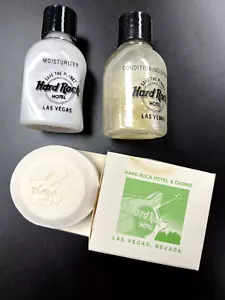 MOISTURIZER
SAVE THE PLANET
Hard Rock
HOTEL
LAS VEGAS
CONDITIONING
SAVE THE PLANET
Hard Rock
HOTEL
LAS VEGAS
HARD ROCK HOTEL & CASINO
Hard Rock
HOTEL
LAS VEGAS, NEVADA